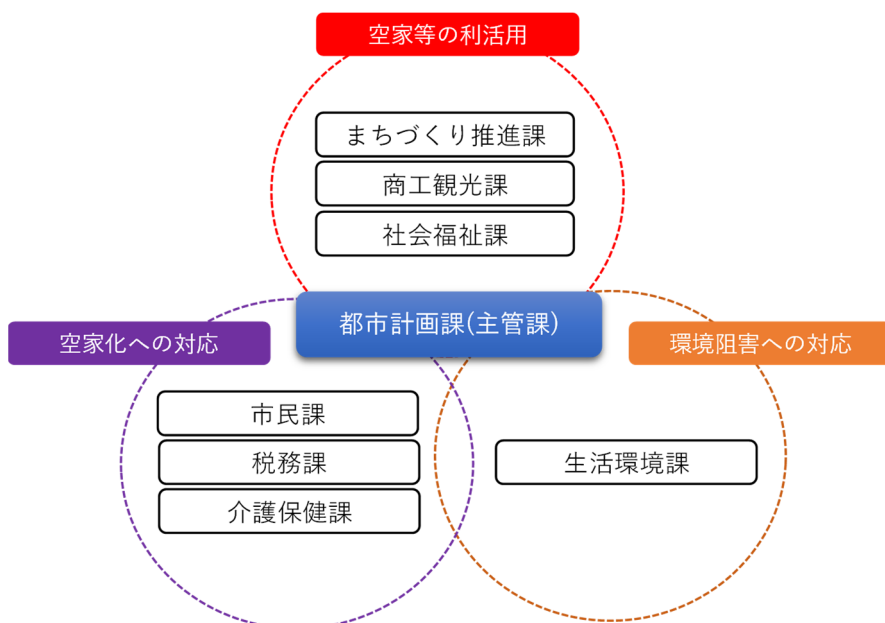 空家等の利活用
まちづくり推進課
商工観光課
社会福祉課
都市計画課(主管課)
空家化への対応
市民課
税務課
介護保健課
環境阻害への対応
生活環境課